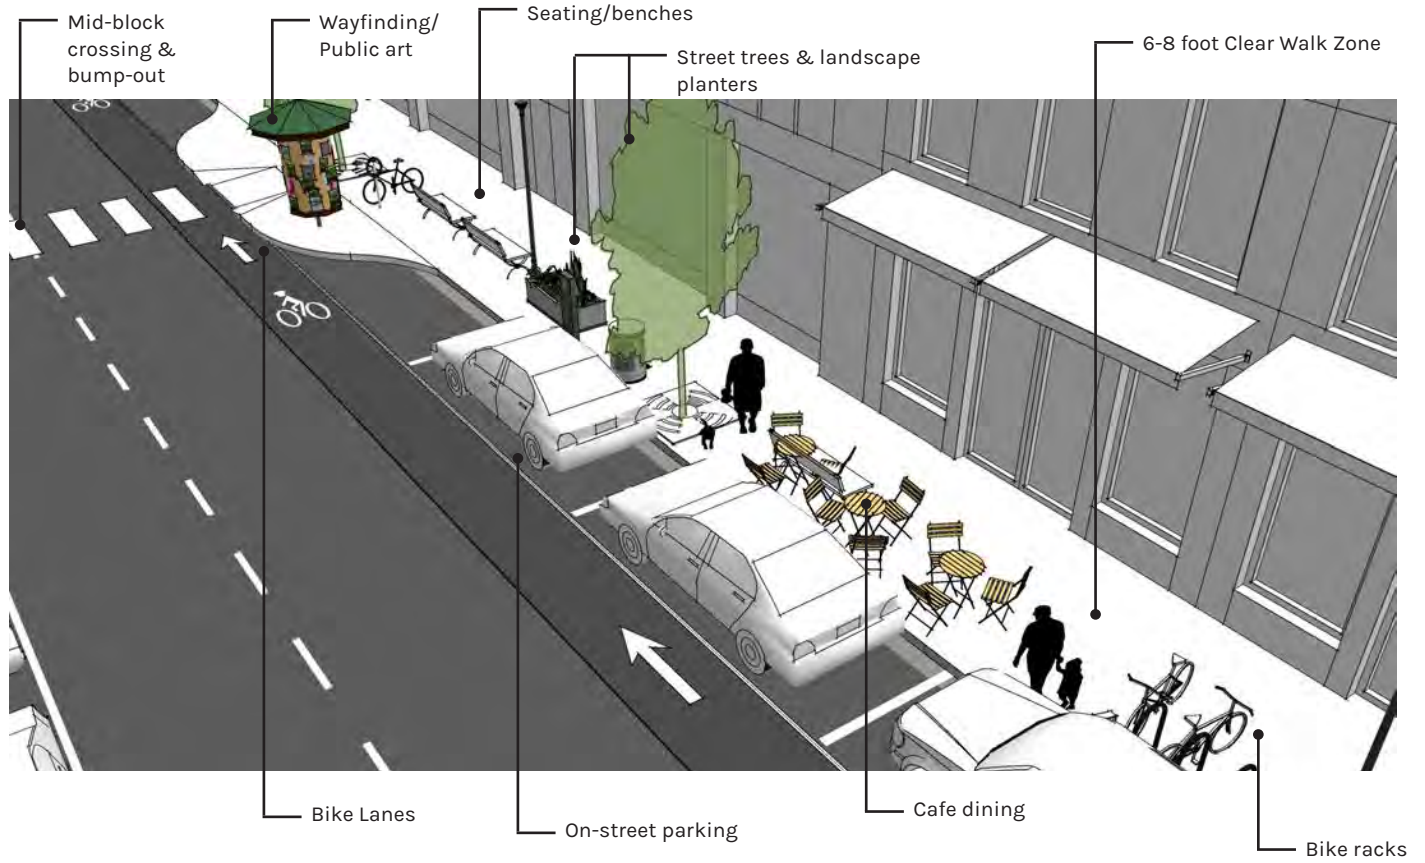 Mid-block
crossing &
bump-out
Wayfinding/
Public art
Seating/benches
Street trees & landscape
planters
6-8 foot Clear Walk Zone
Bike Lanes
On-street parking
Cafe dining
Bike racks